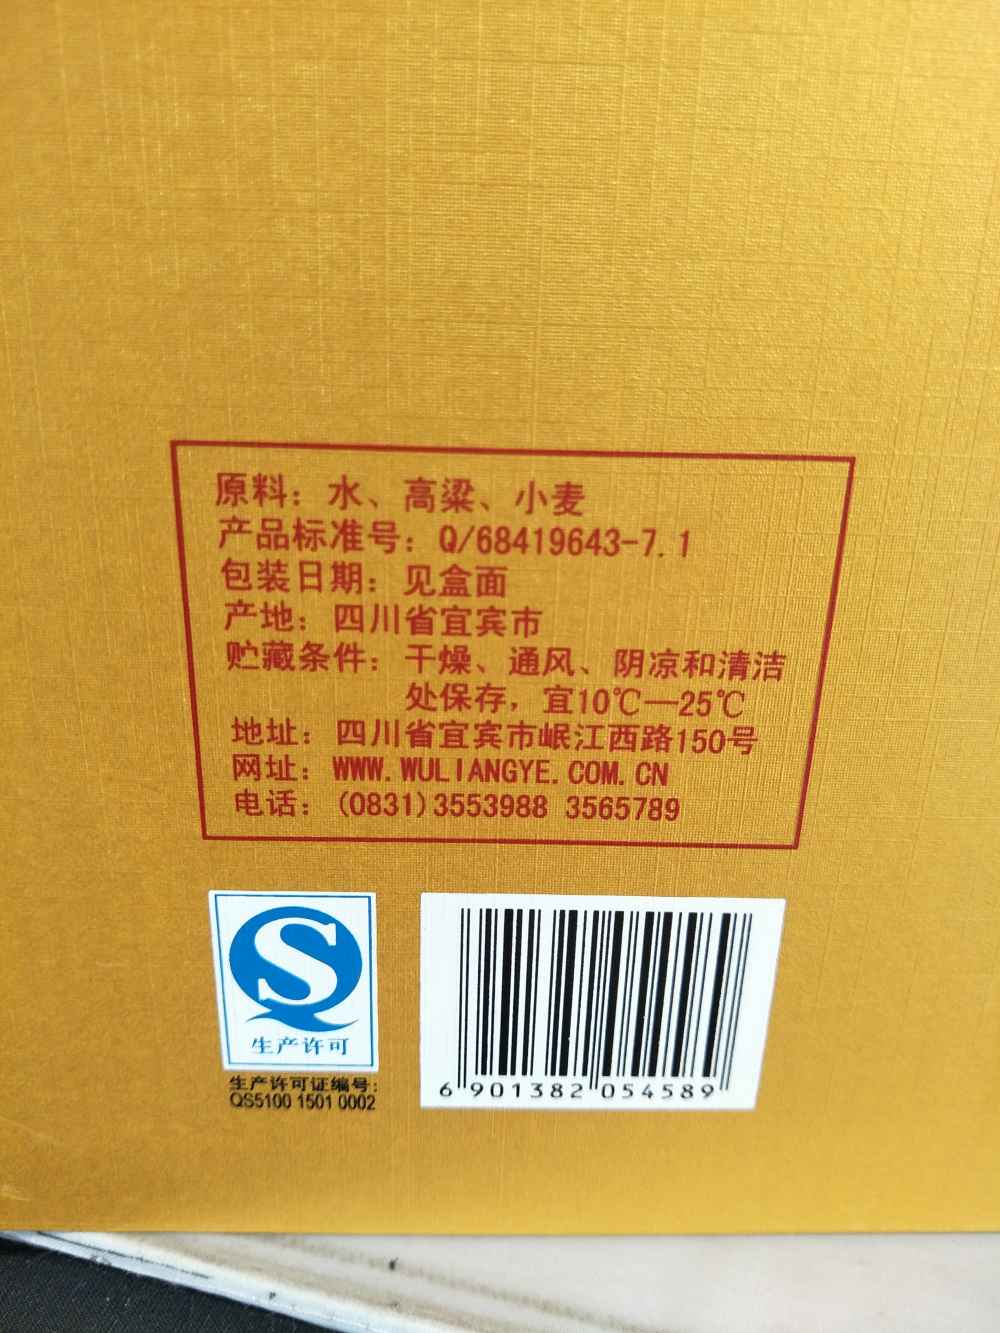 原料：水、高粱、小麦
产品标准号：Q/68419643-7.1
包装日期：见盒面
产地：四川省宜宾市
贮藏条件：干燥、通风、阴凉和清洁
处保存，宜10℃—25℃
地址：四川省宜宾市岷江西路150号
网址：WWW.WULIANGYE.COM.CN
电话：(0831)3553988 3565789
生产许可
生产许可证编号：
QS5100 1501 0002
6 901382 054589